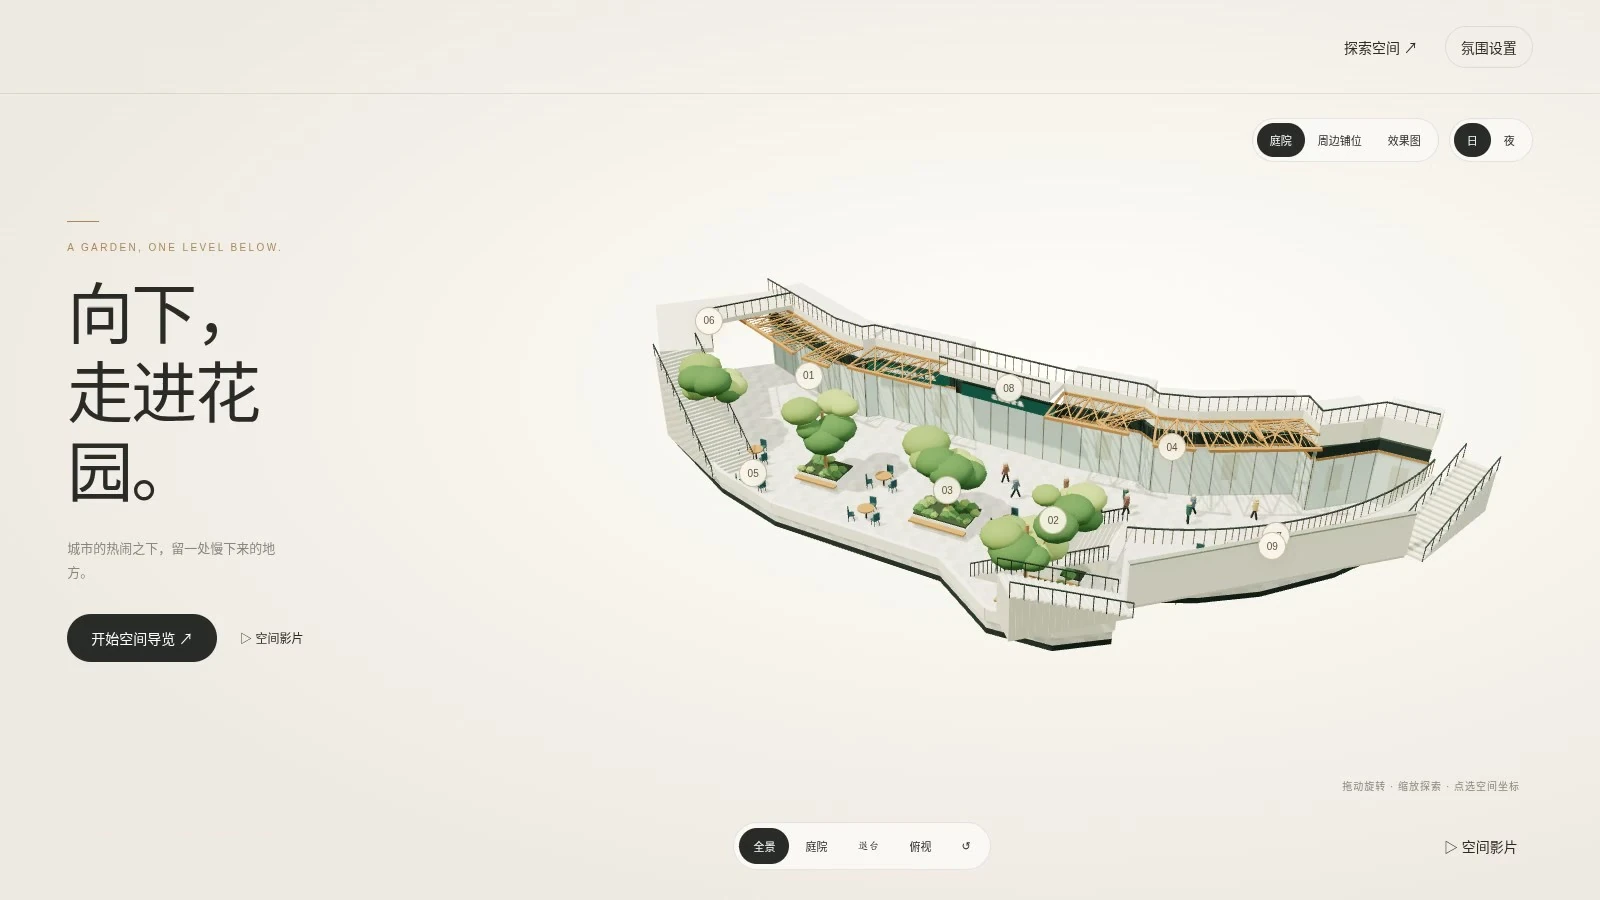 探索空间 ↗
氛围设置
庭院 周边铺位 效果图
日 夜
A GARDEN, ONE LEVEL BELOW.
向下，
走进花
园。
城市的热闹之下，留一处慢下来的地
方。
开始空间导览 ↗
▷ 空间影片
06
01
08
04
05
03
02
09
拖动旋转 · 缩放探索 · 点选空间坐标
全景 庭院 退台 俯视 ↺
▷ 空间影片